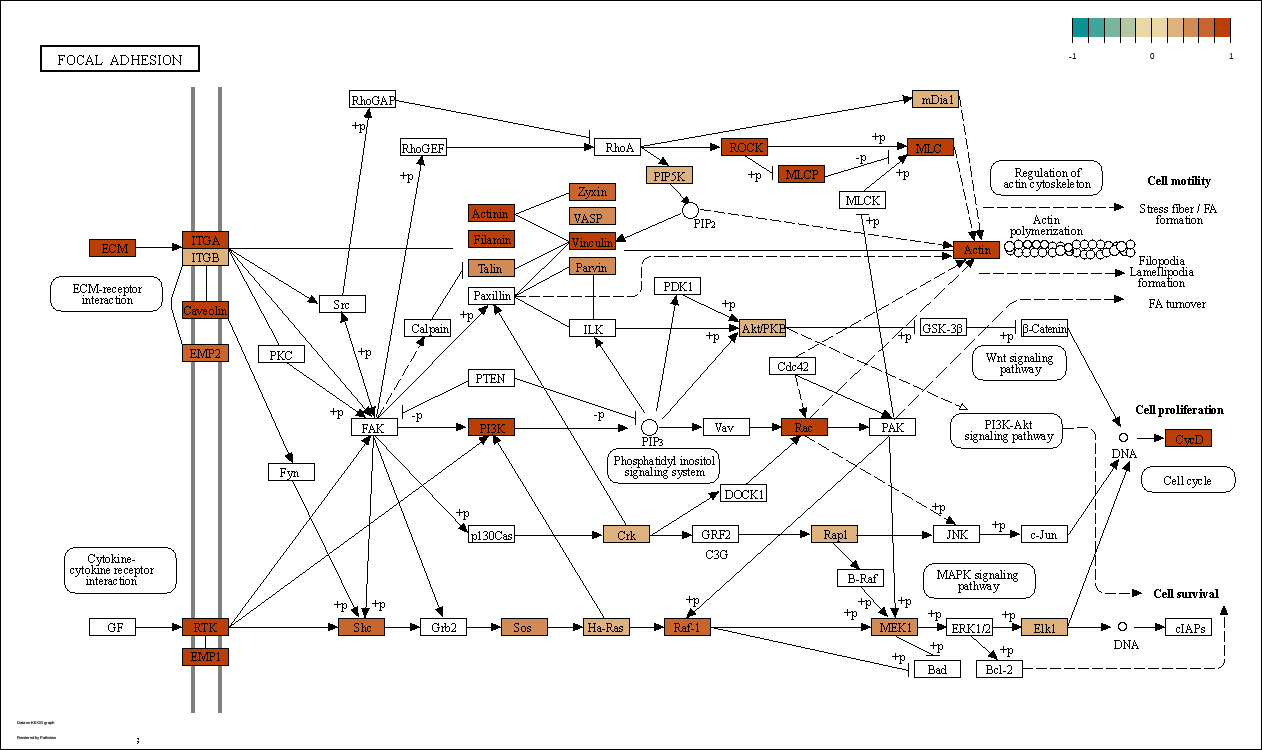 FOCAL ADHESION
-1
0
1
RhoGAP
mDia1
+p
RhoGEF
RhoA
ROCK
+p
MLC
+p
-p
+p
MLCP
+p
PIP5K
MLCK
+p
Regulation of
actin cytoskeleton
Cell motility
Zyxin
Actinin
VASP
PIP2
Stress fiber / FA
formation
Actin
polymerization
ECM
ITGA
ITGB
Filamin
Vinculin
Actin
Talin
Parvin
Filopodia
Lamellipodia
formation
ECM-receptor
interaction
Paxillin
PDK1
Caveolin
Src
+p
+p
FA turnover
Calpain
ILK
+p
Akt/PKB
GSK-3β
+p
+p
β-Catenin
EMP2
PKC
+p
PTEN
Cdc42
Wnt signaling
pathway
+p
-p
-p
Cell proliferation
FAK
PI3K
PIP3
Vav
Rac
PAK
PI3K-Akt
signaling pathway
CycD
DNA
Fyn
Phosphatidyl inositol
signaling system
Cell cycle
DOCK1
+p
+p
+p
p130Cas
Crk
GRF2
C3G
Rap1
JNK
c-Jun
Cytokine-
cytokine receptor
interaction
B-Raf
MAPK signaling
pathway
Cell survival
+p
+p
+p
+p
+p
+p
+p
+p
GF
RTK
Shc
Grb2
Sos
Ha-Ras
Raf-1
MEK1
ERK1/2
Elk1
DNA
cIAPs
EMP1
+p
+p
+p
Bad
Bcl-2
Data on KEGG graph
Rendered by Pathview
;